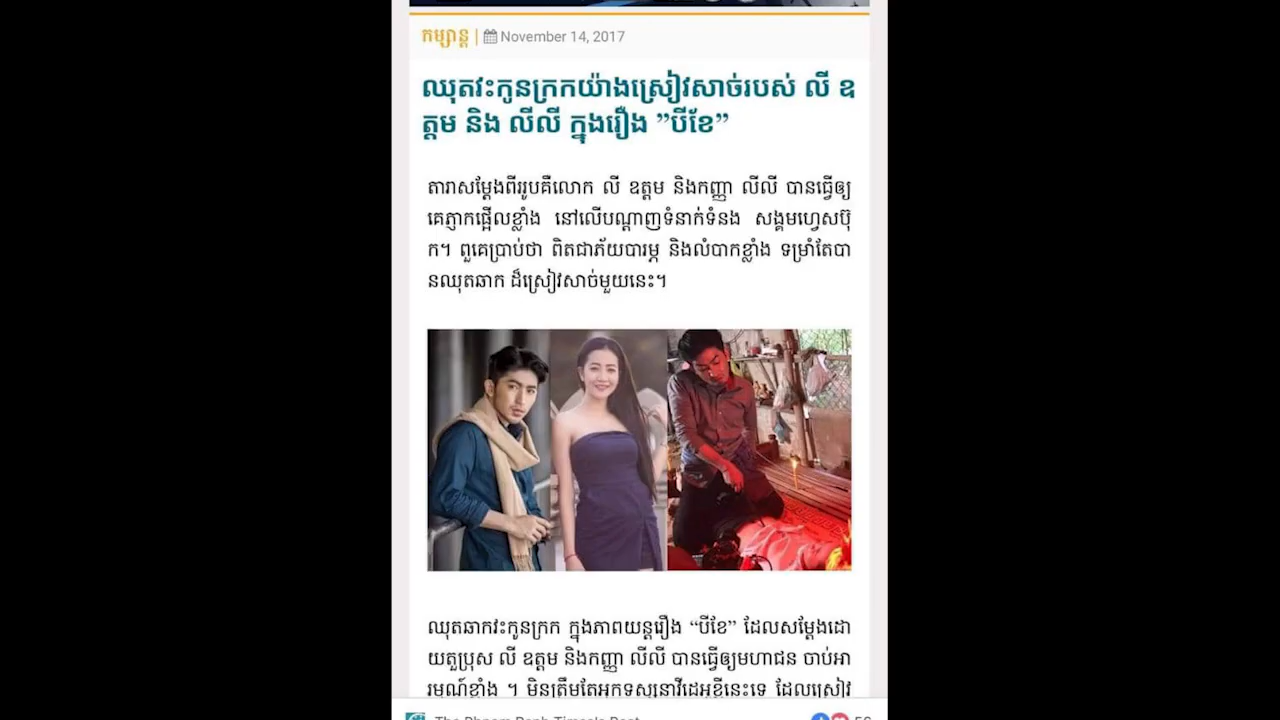 កម្សាន្ត | November 14, 2017
ឈុតវះកូនក្រកយ៉ាងស្រៀវសាច់របស់ លី ឧ
ត្តម និង លីលី ក្នុងរឿង ”បីខែ”
តារាសម្តែងពីររូបគឺលោក លី ឧត្តម និងកញ្ញា លីលី បានធ្វើឲ្យ
គេភ្ញាកផ្អើលខ្លាំង នៅលើបណ្តាញទំនាក់ទំនង សង្គមហ្វេសប៊ុ
ក។ ពួគេប្រាប់ថា ពិតជាភ័យបារម្ភ និងលំបាកខ្លាំង ទម្រាំតែបា
នឈុតឆាក ដ៏ស្រៀវសាច់មួយនេះ។
ឈុតឆាកវះកូនក្រក ក្នុងភាពយន្តរឿង “បីខែ” ដែលសម្តែងដោ
យតួប្រុស លី ឧត្តម និងកញ្ញា លីលី បានធ្វើឲ្យមហាជន ចាប់អា
រម្មណ៍ខ្លាំង ។ មិនត្រឹមតែអ្នកទស្សនាវីដេអូខ្លីនេះទេ ដែលស្រៀវ
The Phnom Penh Times's Post
56